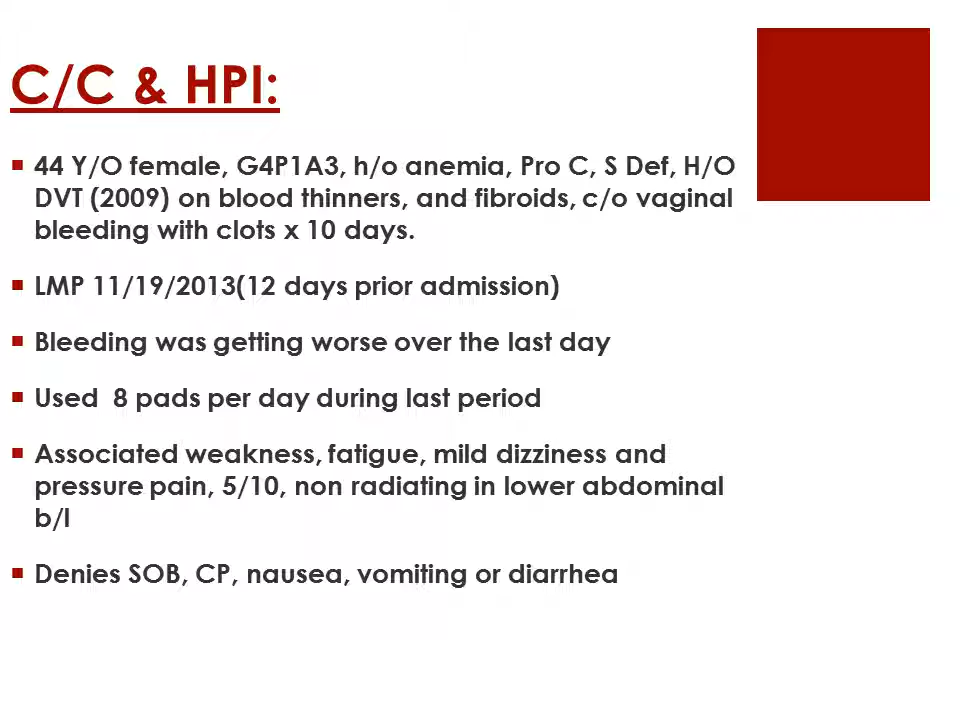 C/C & HPI:
44 Y/O female, G4P1A3, h/o anemia, Pro C, S Def, H/O
DVT (2009) on blood thinners, and fibroids, c/o vaginal
bleeding with clots x 10 days.
LMP 11/19/2013(12 days prior admission)
Bleeding was getting worse over the last day
Used  8 pads per day during last period
Associated weakness, fatigue, mild dizziness and
pressure pain, 5/10, non radiating in lower abdominal
b/l
Denies SOB, CP, nausea, vomiting or diarrhea